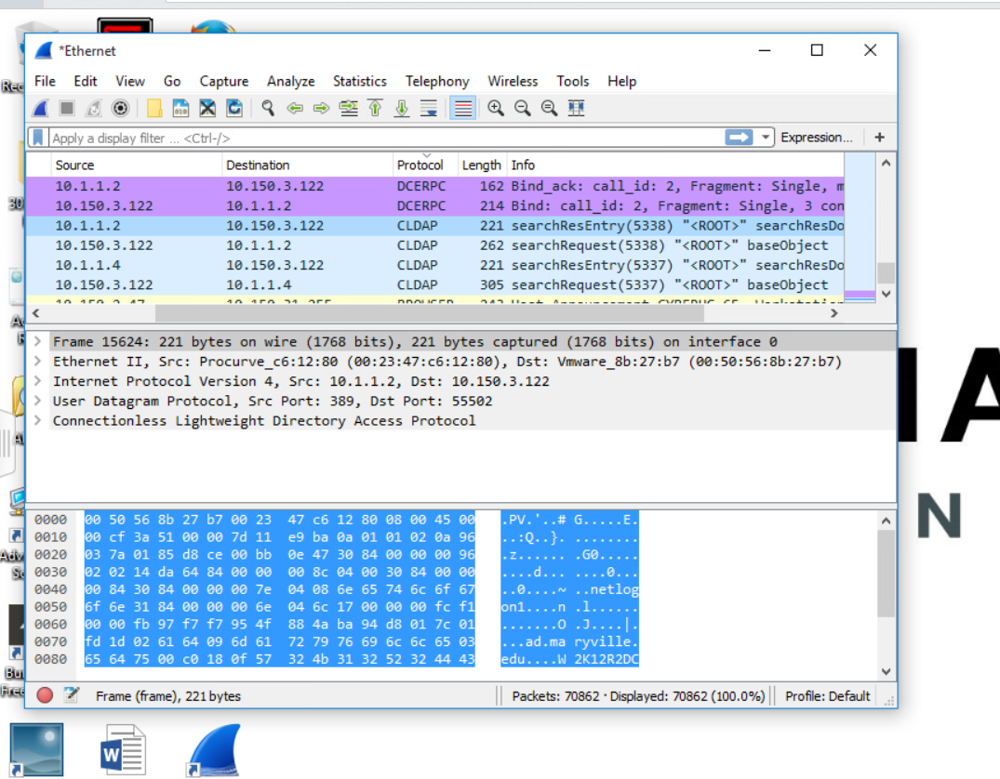 *Ethernet
File Edit View Go Capture Analyze Statistics Telephony Wireless Tools Help
Apply a display filter ... <Ctrl-/> Expression... +
Source Destination Protocol Length Info
10.1.1.2 10.150.3.122 DCERPC 162 Bind_ack: call_id: 2, Fragment: Single, m
10.150.3.122 10.1.1.2 DCERPC 214 Bind: call_id: 2, Fragment: Single, 3 con
10.1.1.2 10.150.3.122 CLDAP 221 searchResEntry(5338) "<ROOT>" searchResDo
10.150.3.122 10.1.1.2 CLDAP 262 searchRequest(5338) "<ROOT>" baseObject
10.1.1.4 10.150.3.122 CLDAP 221 searchResEntry(5337) "<ROOT>" searchResDo
10.150.3.122 10.1.1.4 CLDAP 305 searchRequest(5337) "<ROOT>" baseObject
Frame 15624: 221 bytes on wire (1768 bits), 221 bytes captured (1768 bits) on interface 0
Ethernet II, Src: Procurve_c6:12:80 (00:23:47:c6:12:80), Dst: Vmware_8b:27:b7 (00:50:56:8b:27:b7)
Internet Protocol Version 4, Src: 10.1.1.2, Dst: 10.150.3.122
User Datagram Protocol, Src Port: 389, Dst Port: 55502
Connectionless Lightweight Directory Access Protocol
0000 00 50 56 8b 27 b7 00 23 47 c6 12 80 08 00 45 00 .PV.'..# G.....E.
0010 00 cf 3a 51 00 00 7d 11 e9 ba 0a 01 01 02 0a 96 ..:Q..}. ........
0020 03 7a 01 85 d8 ce 00 bb 0e 47 30 84 00 00 00 96 .z...... .G0.....
0030 02 02 14 da 64 84 00 00 00 8c 04 00 30 84 00 00 ....d... ....0...
0040 00 84 30 84 00 00 00 7e 04 08 6e 65 74 6c 6f 67 ..0....~ ..netlog
0050 6f 6e 31 84 00 00 00 6e 04 6c 17 00 00 00 fc f1 on1....n .l......
0060 00 00 fb 97 f7 f7 95 4f 88 4a ba 94 d8 01 7c 01 .......O .J....|.
0070 fd 1d 02 61 64 09 6d 61 72 79 76 69 6c 6c 65 03 ...ad.ma ryville.
0080 65 64 75 00 c0 18 0f 57 32 4b 31 32 52 32 44 43 edu....W 2K12R2DC
Frame (frame), 221 bytes Packets: 70862 · Displayed: 70862 (100.0%) Profile: Default
A
N
W